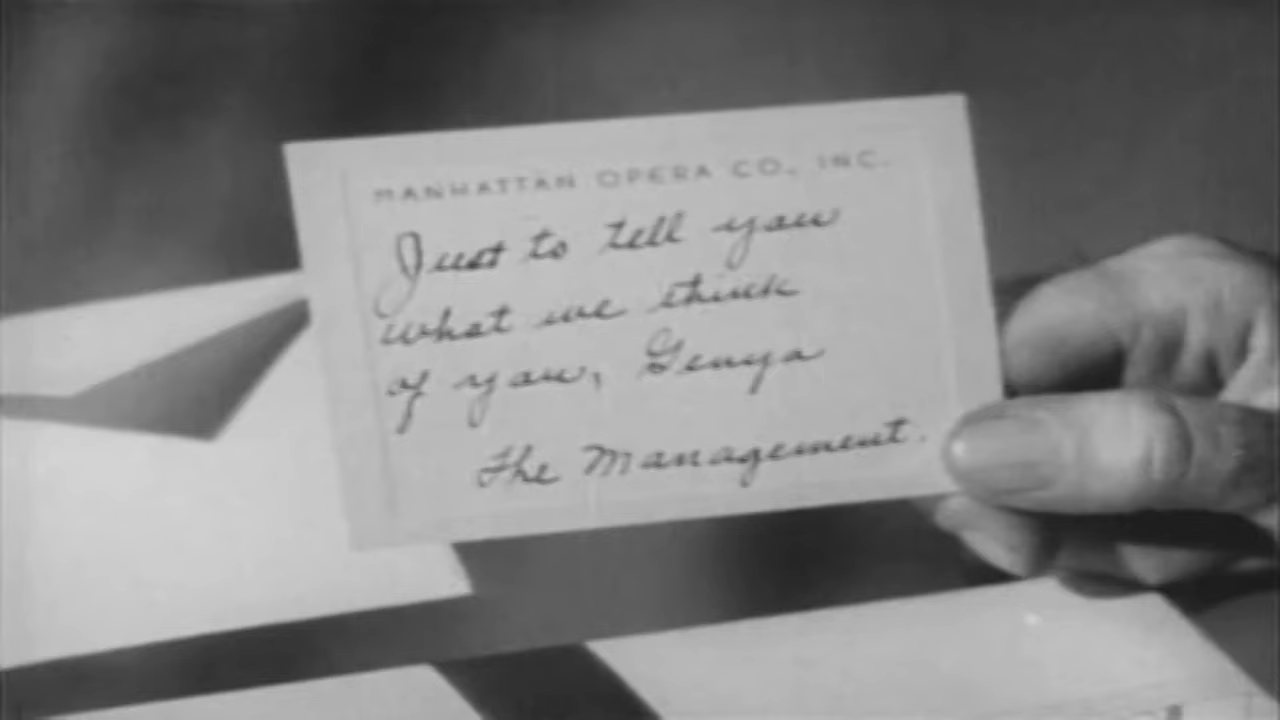 MANHATTAN OPERA CO., INC.
Just to tell you
what we think
of you, Genya
The Management.